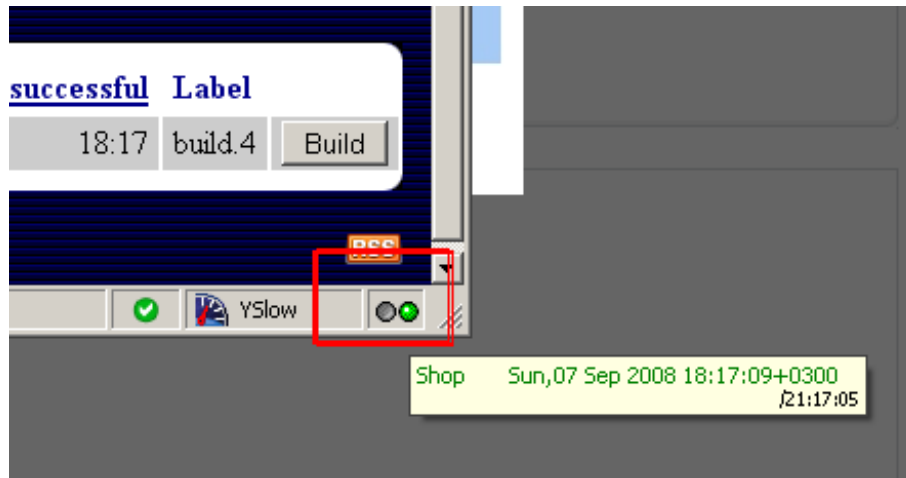 successful Label
18:17 build.4 Build
RSS
YSlow
Shop Sun,07 Sep 2008 18:17:09+0300
/21:17:05